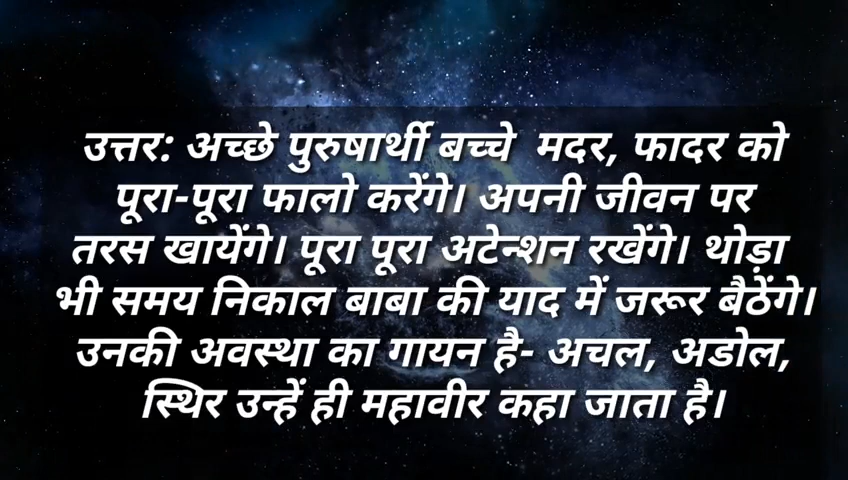 उत्तर: अच्छे पुरुषार्थी बच्चे मदर, फादर को
पूरा-पूरा फालो करेंगे। अपनी जीवन पर
तरस खायेंगे। पूरा पूरा अटेन्शन रखेंगे। थोड़ा
भी समय निकाल बाबा की याद में जरूर बैठेंगे।
उनकी अवस्था का गायन है- अचल, अडोल,
स्थिर उन्हें ही महावीर कहा जाता है।